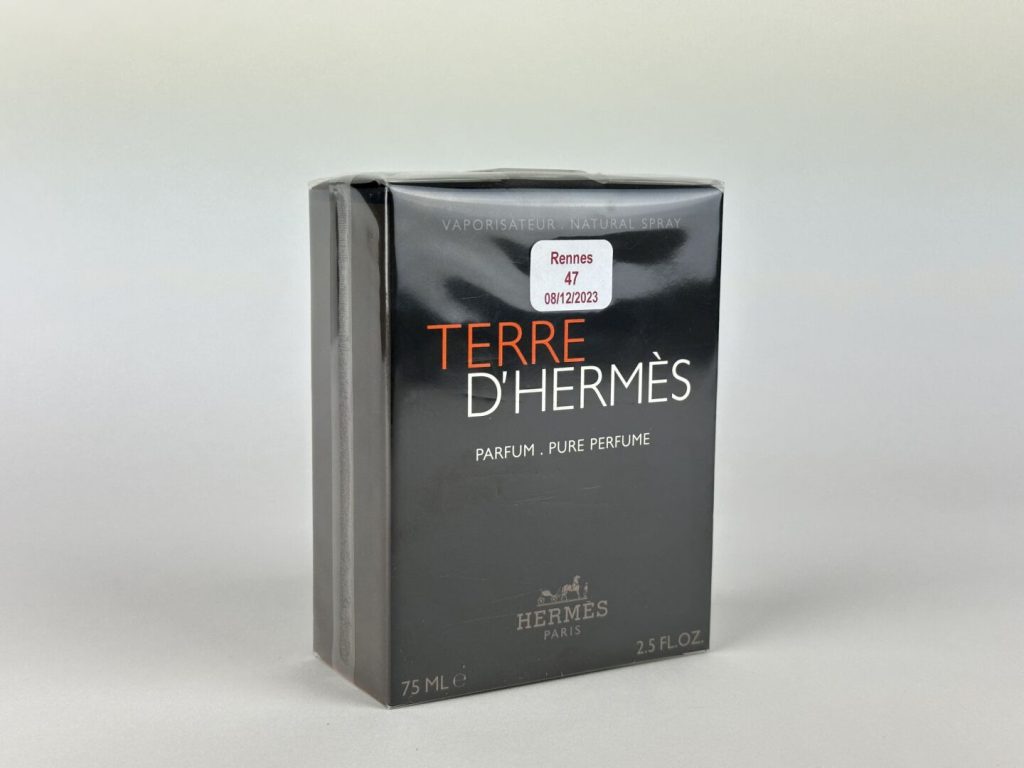 VAPORISATEUR . NATURAL SPRAY
Rennes
47
08/12/2023
TERRE
D'HERMÈS
PARFUM . PURE PERFUME
HERMÈS
PARIS
75 ML ℮
2.5 FL.OZ.